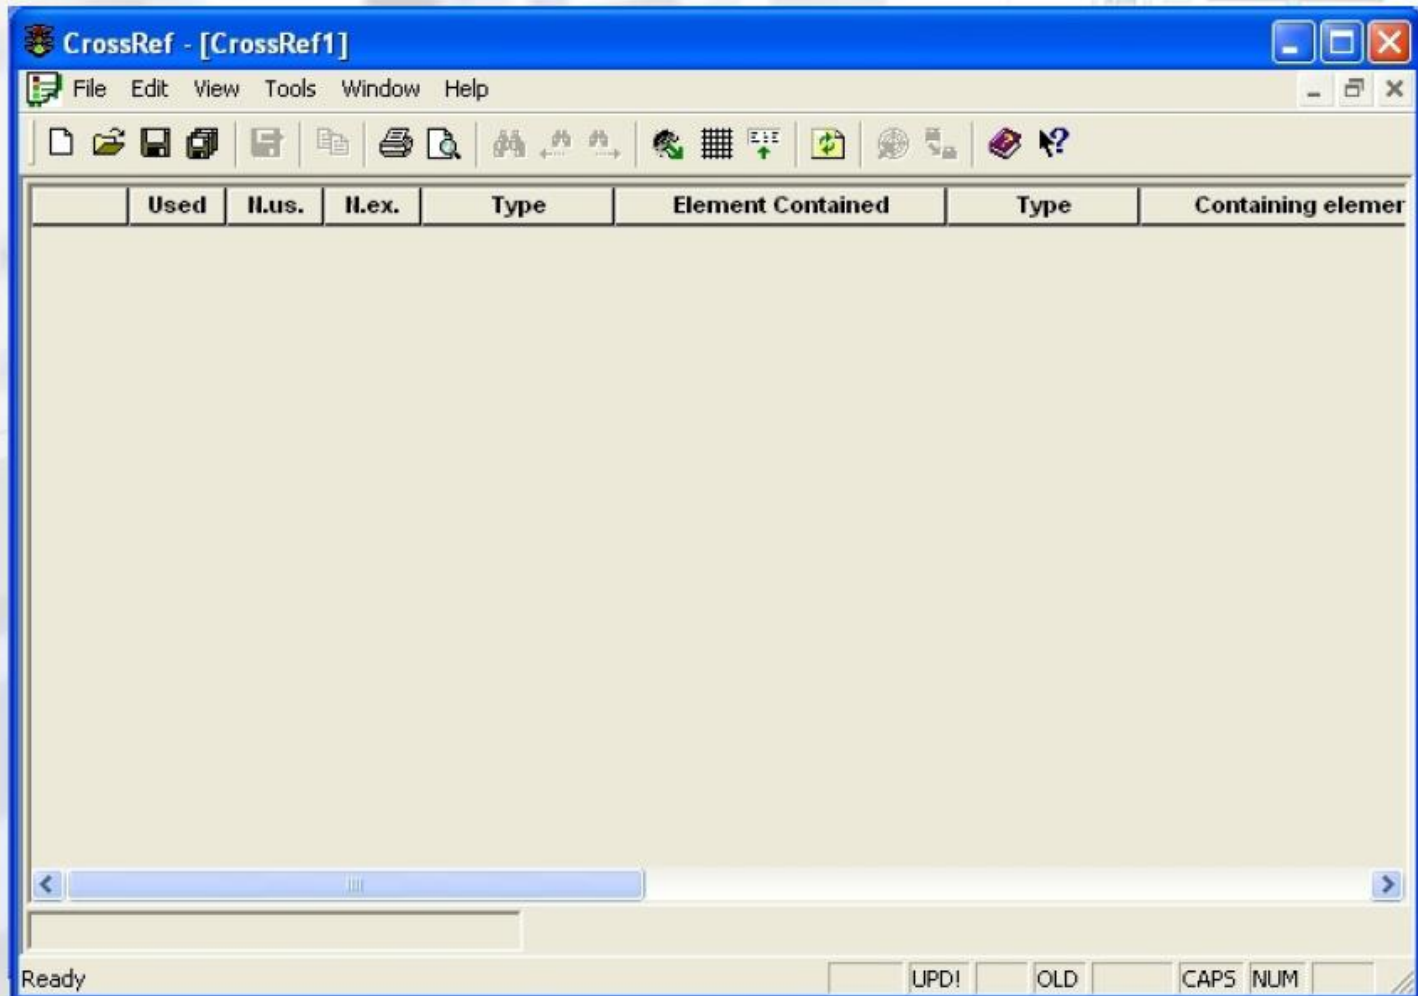 CrossRef - [CrossRef1]
File Edit View Tools Window Help
Used N.us. N.ex. Type Element Contained Type Containing elemer
Ready UPD! OLD CAPS NUM